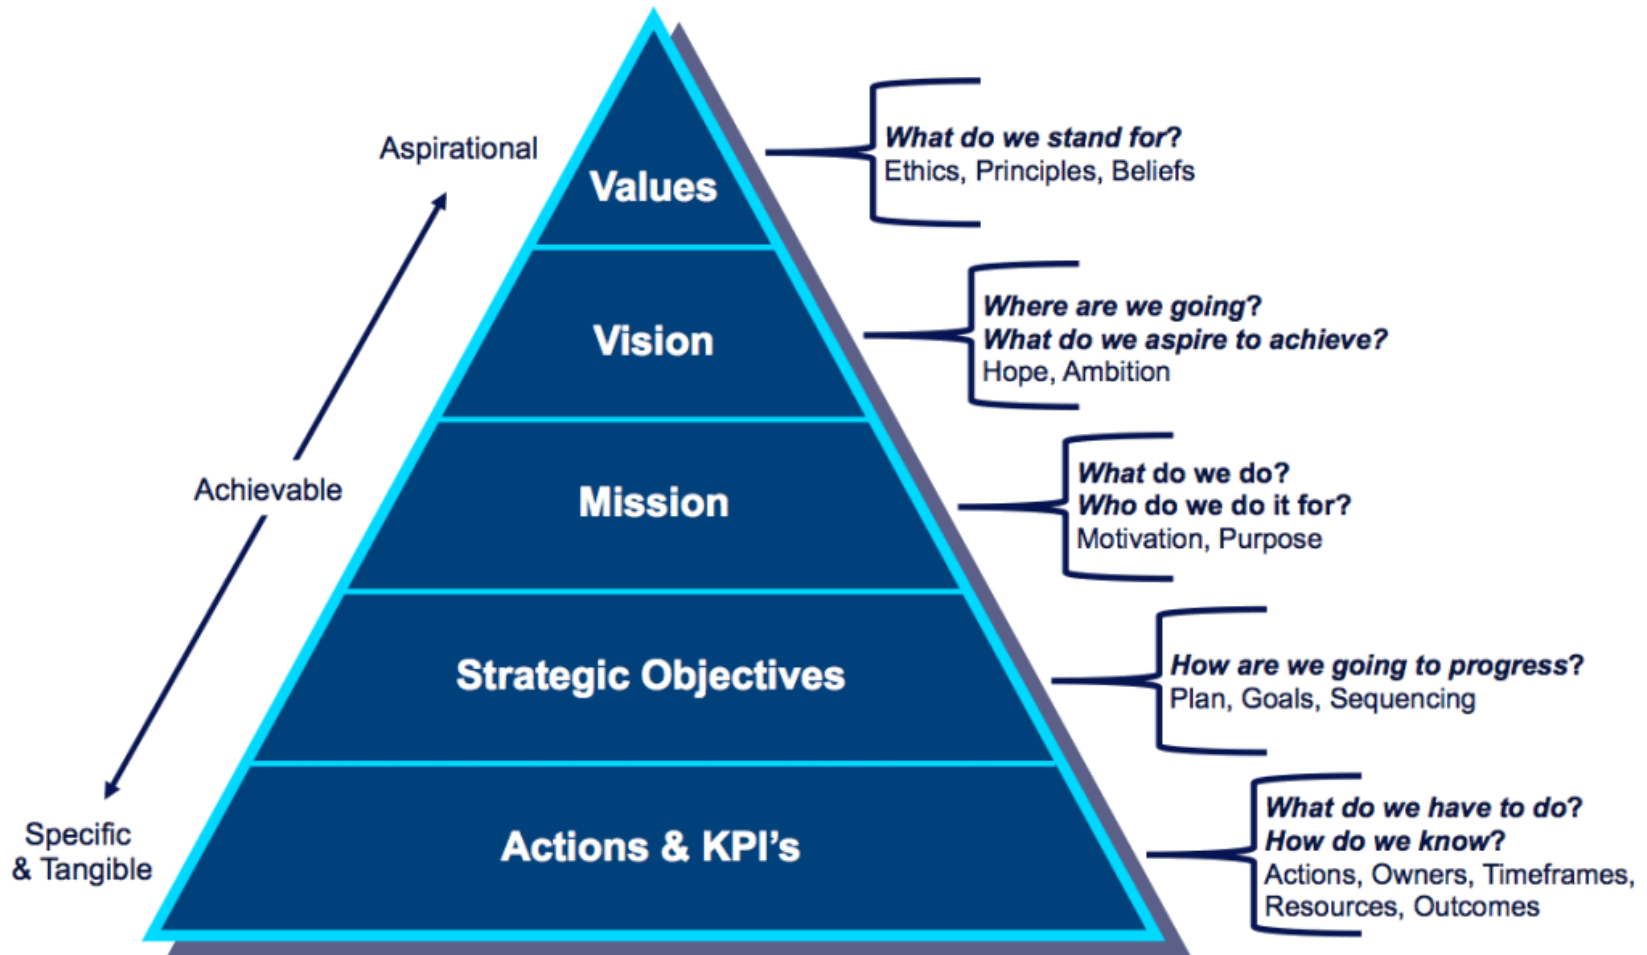 Aspirational
Values
What do we stand for?
Ethics, Principles, Beliefs
Vision
Where are we going?
What do we aspire to achieve?
Hope, Ambition
Achievable
Mission
What do we do?
Who do we do it for?
Motivation, Purpose
Strategic Objectives
How are we going to progress?
Plan, Goals, Sequencing
Specific
& Tangible
Actions & KPI’s
What do we have to do?
How do we know?
Actions, Owners, Timeframes,
Resources, Outcomes